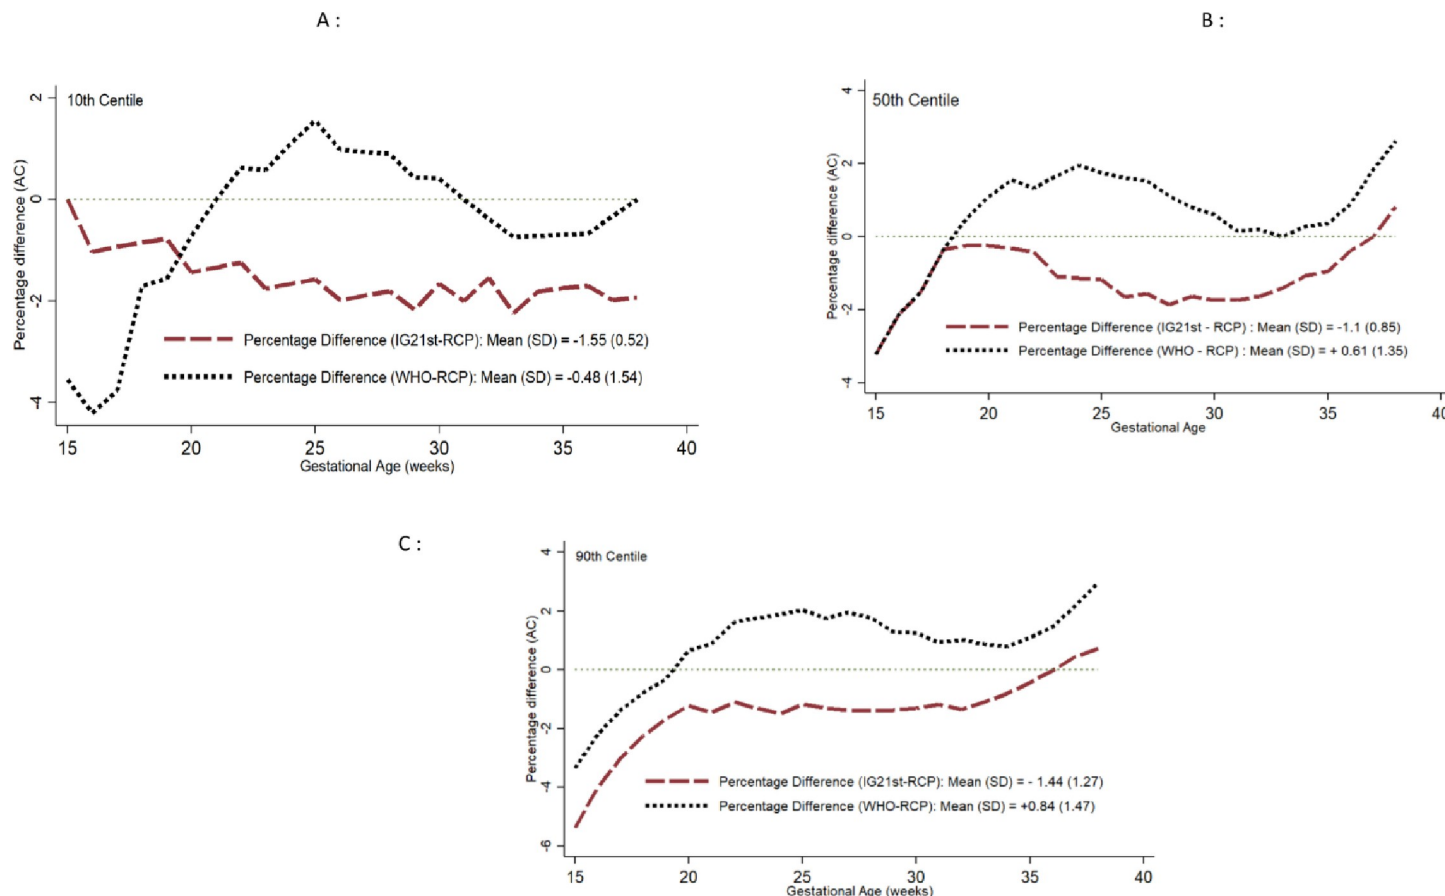 A :
10th Centile
Percentage difference (AC)
2
0
-2
-4
Percentage Difference (IG21st-RCP): Mean (SD) = -1.55 (0.52)
Percentage Difference (WHO-RCP): Mean (SD) = -0.48 (1.54)
15 20 25 30 35 40
Gestational Age (weeks)
B :
50th Centile
Percentage difference (AC)
4
2
0
-2
-4
Percentage Difference (IG21st - RCP) : Mean (SD) = -1.1 (0.85)
Percentage Difference (WHO - RCP) : Mean (SD) = + 0.61 (1.35)
15 20 25 30 35 40
Gestational Age
C :
90th Centile
Percentage difference (AC)
4
2
0
-2
-4
-6
Percentage Difference (IG21st-RCP): Mean (SD) = - 1.44 (1.27)
Percentage Difference (WHO-RCP): Mean (SD) = +0.84 (1.47)
15 20 25 30 35 40
Gestational Age (weeks)